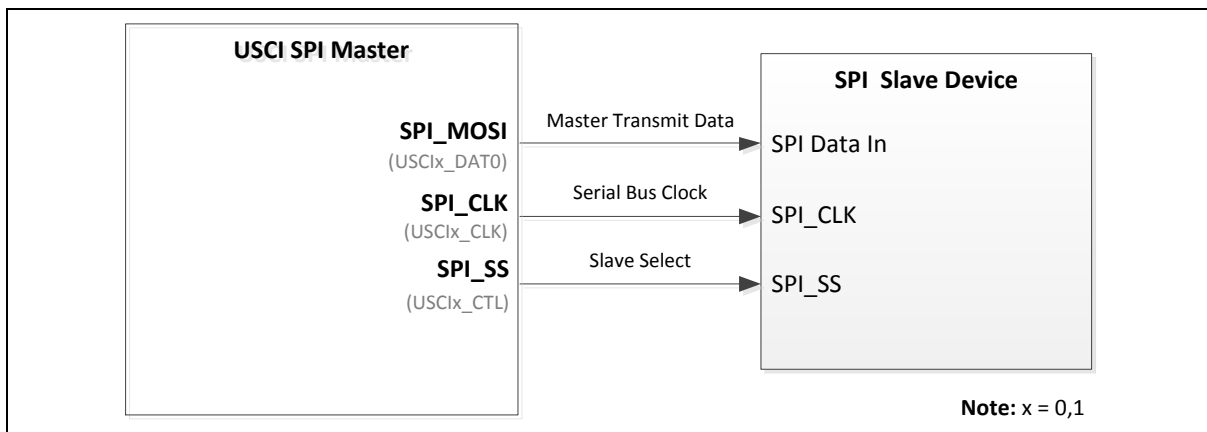 USCI SPI Master
SPI Slave Device
SPI_MOSI
(USCIx_DAT0)
Master Transmit Data
SPI Data In
SPI_CLK
(USCIx_CLK)
Serial Bus Clock
SPI_CLK
SPI_SS
(USCIx_CTL)
Slave Select
SPI_SS
Note: x = 0,1